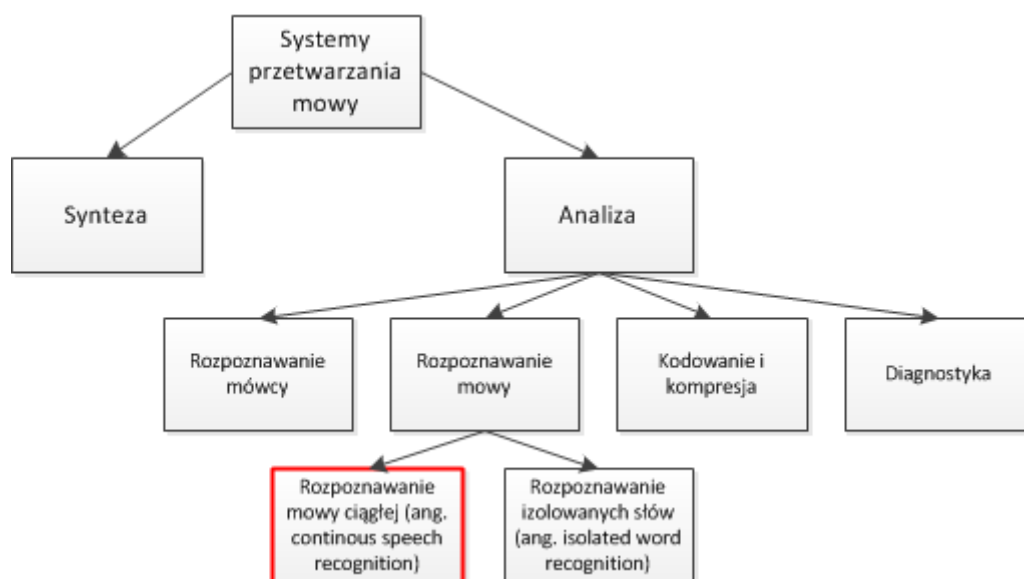 Systemy
przetwarzania
mowy
Synteza
Analiza
Rozpoznawanie
mówcy
Rozpoznawanie
mowy
Kodowanie i
kompresja
Diagnostyka
Rozpoznawanie
mowy ciągłej (ang.
continous speech
recognition)
Rozpoznawanie
izolowanych słów
(ang. isolated word
recognition)